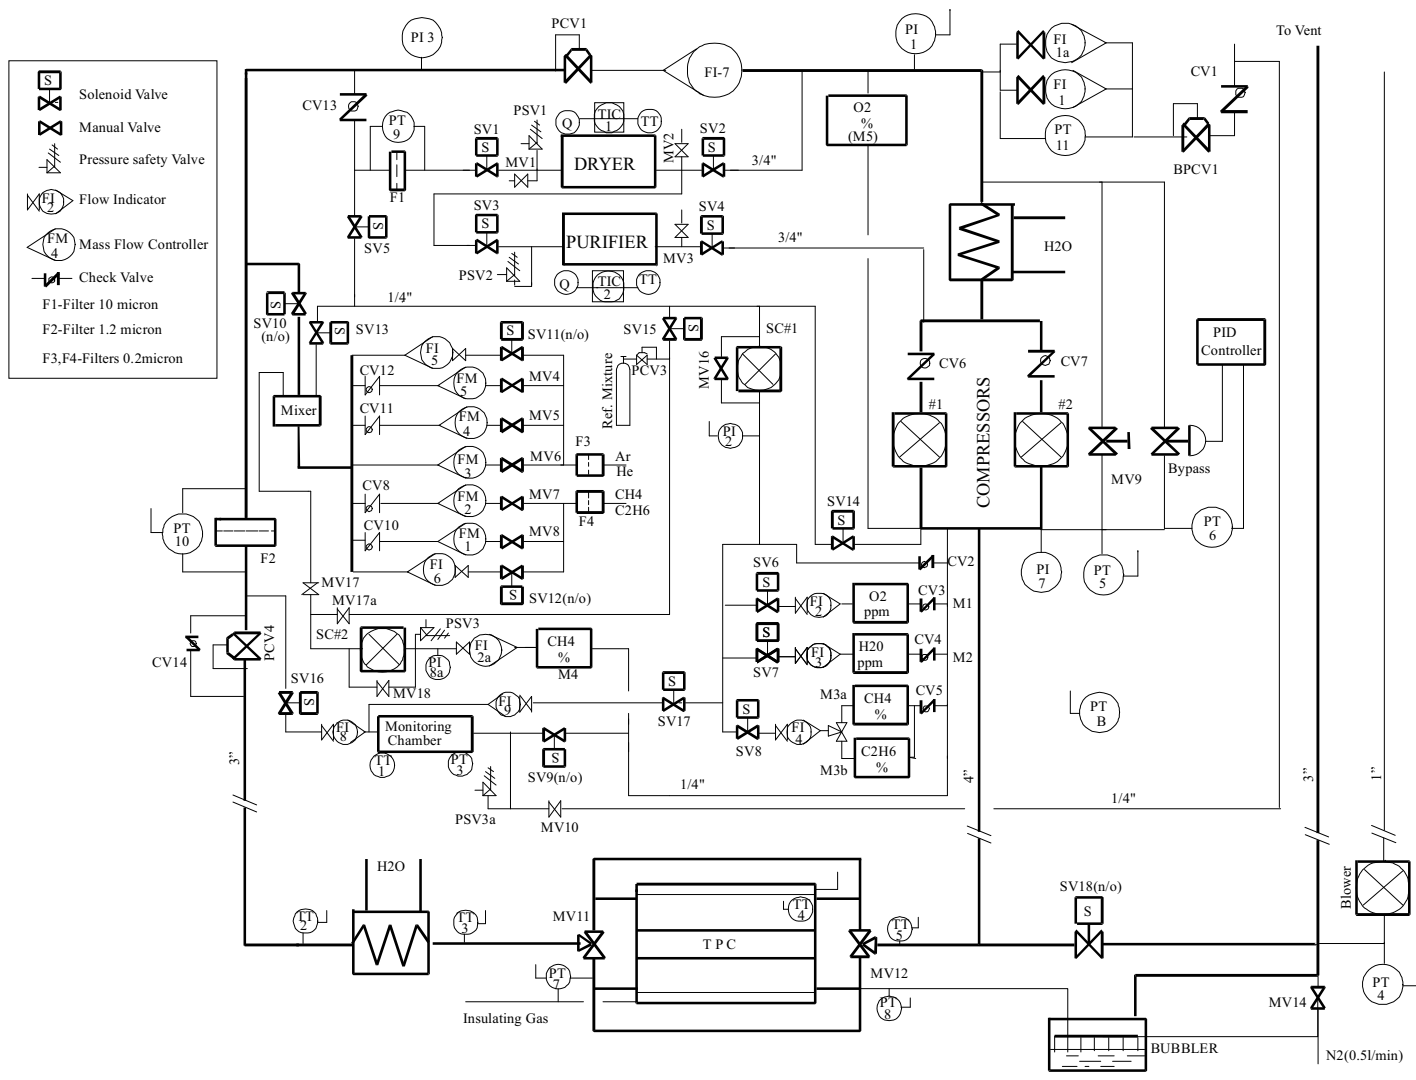 To Vent
PI 3
PCV1
FI-7
PI
1
FI
1a
FI
1
PT
11
CV1
BPCV1
S
Solenoid Valve
Manual Valve
Pressure safety Valve
FI
2
Flow Indicator
FM
4
Mass Flow Controller
Check Valve
F1-Filter 10 micron
F2-Filter 1.2 micron
F3,F4-Filters 0.2micron
CV13
PT
9
F1
SV1
S
PSV1
MV1
Q
TIC
1
TT
DRYER
MV2
SV2
S
3/4"
O2
%
(M5)
SV5
S
SV3
S
PSV2
PURIFIER
Q
TIC
2
TT
MV3
SV4
S
3/4"
H2O
1/4"
S
SV10
(n/o)
SV13
S
Mixer
FI
5
S
SV11(n/o)
CV12
FM
5
MV4
CV11
FM
4
MV5
FM
3
MV6
F3
Ar
He
CV8
FM
2
MV7
F4
CH4
C2H6
CV10
FM
1
MV8
FI
6
S
SV12(n/o)
SV15
S
Ref. Mixture
PCV3
MV16
SC#1
PI
2
CV6
CV7
#1
#2
COMPRESSORS
PID
Controller
MV9
Bypass
PT
6
PI
7
PT
5
SV14
S
CV2
PT
10
F2
MV17
MV17a
CV14
PCV4
SC#2
PSV3
PI
8a
MV18
FI
2a
CH4
%
M4
SV6
S
FI
2
O2
ppm
CV3
M1
S
SV7
FI
3
H20
ppm
CV4
M2
SV16
S
FI
8
FI
9
Monitoring
Chamber
TT
1
PT
3
S
SV9(n/o)
S
SV17
S
SV8
FI
4
M3a
CH4
%
CV5
M3b
C2H6
%
PT
B
PSV3a
MV10
1/4"
1/4"
3”
4”
3”
1”
H2O
TT
2
TT
3
MV11
PT
7
Insulating Gas
TT
4
T P C
TT
5
MV12
PT
8
SV18(n/o)
S
Blower
PT
4
MV14
BUBBLER
N2(0.5l/min)